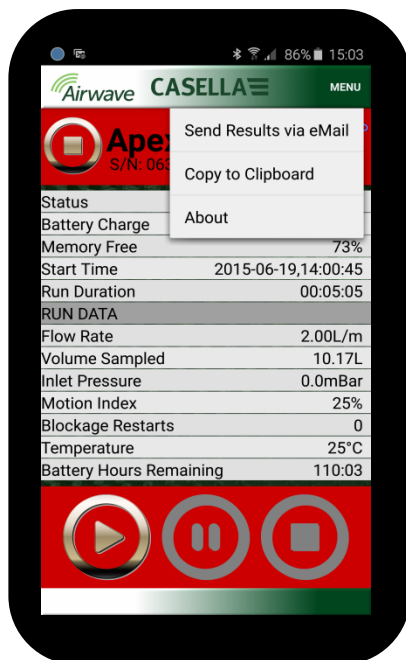 86% 15:03
Airwave CASELLA MENU
Send Results via eMail
Copy to Clipboard
About
Ape
S/N: 063
Status
Battery Charge
Memory Free 73%
Start Time 2015-06-19,14:00:45
Run Duration 00:05:05
RUN DATA
Flow Rate 2.00L/m
Volume Sampled 10.17L
Inlet Pressure 0.0mBar
Motion Index 25%
Blockage Restarts 0
Temperature 25°C
Battery Hours Remaining 110:03